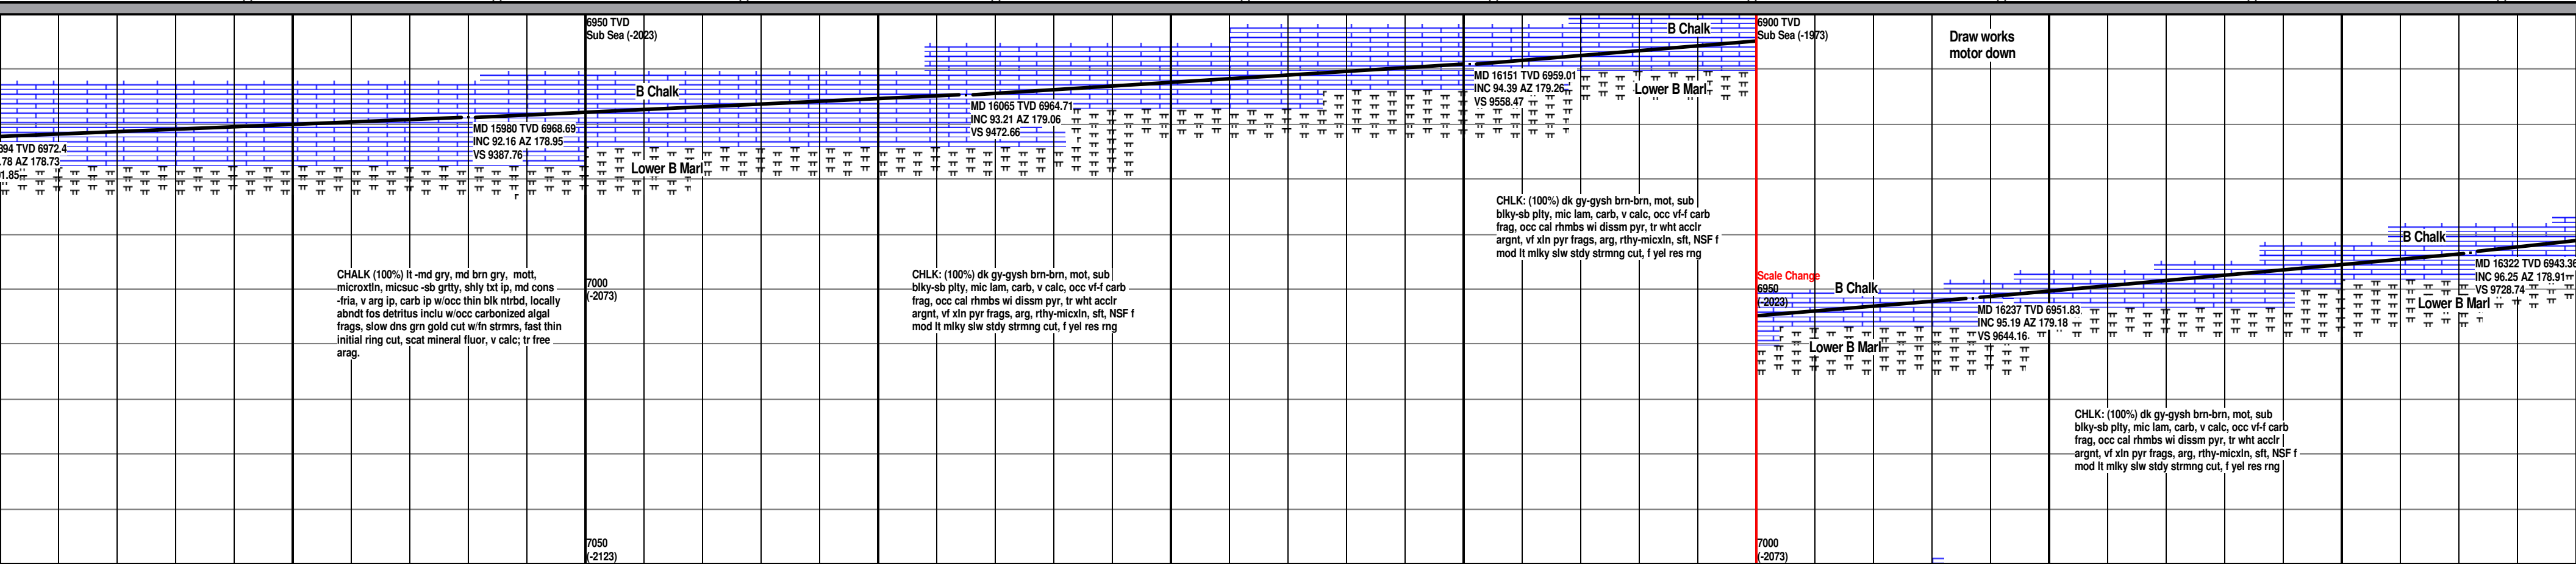 894 TVD 6972.4
.78 AZ 178.73
1.85
CHALK (100%) lt -md gry, md brn gry, mott,
microxtln, micsuc -sb grtty, shly txt ip, md cons
-fria, v arg ip, carb ip w/occ thin blk ntrbd, locally
abndt fos detritus inclu w/occ carbonized algal
frags, slow dns grn gold cut w/fn strmrs, fast thin
initial ring cut, scat mineral fluor, v calc; tr free
arag.
MD 15980 TVD 6968.69
INC 92.16 AZ 178.95
VS 9387.76
6950 TVD
Sub Sea (-2023)
B Chalk
Lower B Marl
7000
(-2073)
7050
(-2123)
MD 16065 TVD 6964.71
INC 93.21 AZ 179.06
VS 9472.66
CHLK: (100%) dk gy-gysh brn-brn, mot, sub
blky-sb plty, mic lam, carb, v calc, occ vf-f carb
frag, occ cal rhmbs wi dissm pyr, tr wht acclr
argnt, vf xln pyr frags, arg, rthy-micxln, sft, NSF f
mod lt mlky slw stdy strmng cut, f yel res rng
MD 16151 TVD 6959.01
INC 94.39 AZ 179.26
VS 9558.47
B Chalk
Lower B Marl
CHLK: (100%) dk gy-gysh brn-brn, mot, sub
blky-sb plty, mic lam, carb, v calc, occ vf-f carb
frag, occ cal rhmbs wi dissm pyr, tr wht acclr
argnt, vf xln pyr frags, arg, rthy-micxln, sft, NSF f
mod lt mlky slw stdy strmng cut, f yel res rng
6900 TVD
Sub Sea (-1973)
Draw works
motor down
Scale Change
6950
(-2023)
B Chalk
Lower B Marl
7000
(-2073)
MD 16237 TVD 6951.83
INC 95.19 AZ 179.18
VS 9644.16
CHLK: (100%) dk gy-gysh brn-brn, mot, sub
blky-sb plty, mic lam, carb, v calc, occ vf-f carb
frag, occ cal rhmbs wi dissm pyr, tr wht acclr
argnt, vf xln pyr frags, arg, rthy-micxln, sft, NSF f
mod lt mlky slw stdy strmng cut, f yel res rng
B Chalk
Lower B Marl
MD 16322 TVD 6943.36
INC 96.25 AZ 178.91
VS 9728.74